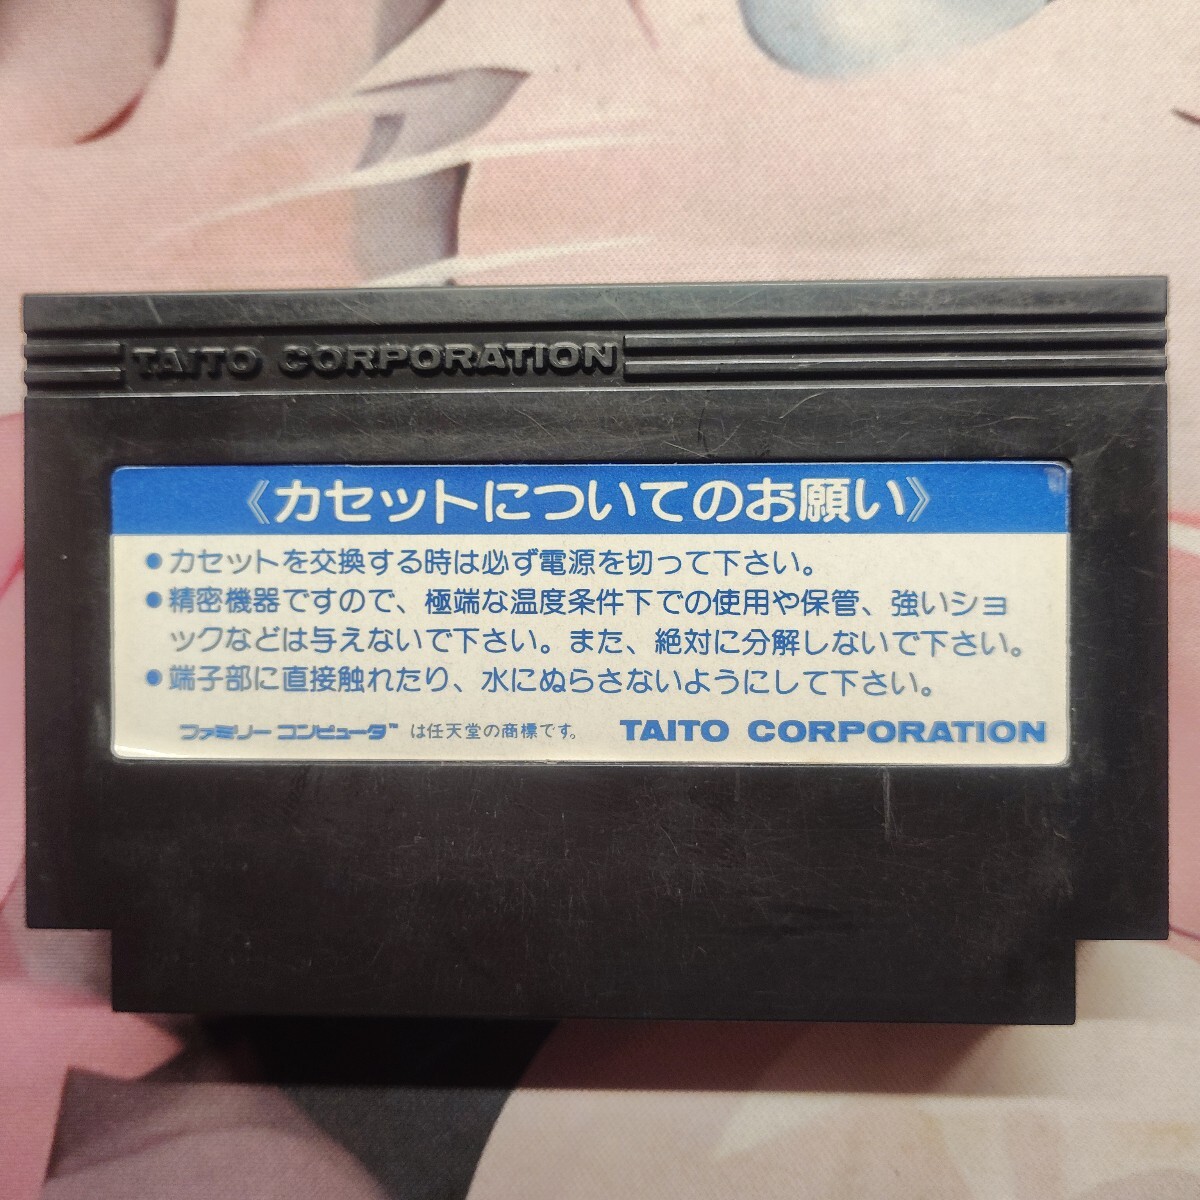 TAITO CORPORATION
《カセットについてのお願い》
●カセットを交換する時は必ず電源を切って下さい。
●精密機器ですので、極端な温度条件下での使用や保管、強いショ
ックなどは与えないで下さい。また、絶対に分解しないで下さい。
●端子部に直接触れたり、水にぬらさないようにして下さい。
ファミリーコンピュータ™は任天堂の商標です。 TAITO CORPORATION